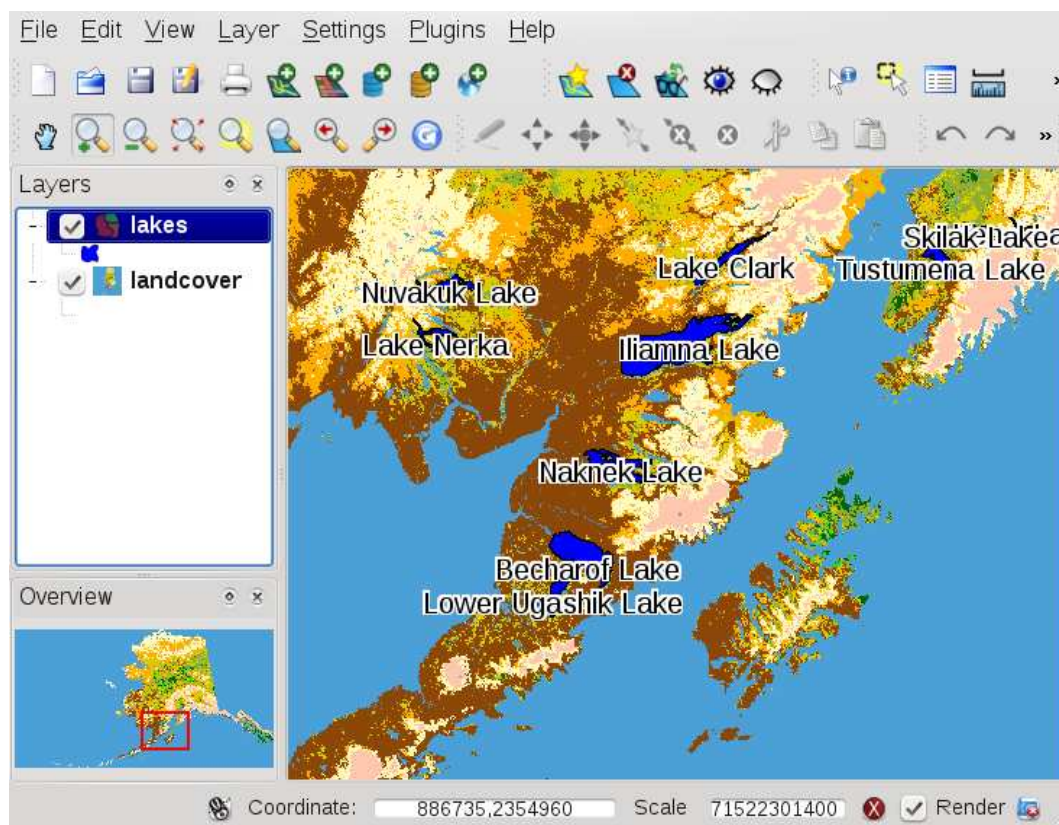 File Edit View Layer Settings Plugins Help
Layers
lakes
landcover
Overview
Skilak Lake
Lake Clark
Tustumena Lake
Nuvakuk Lake
Lake Nerka
Iliamna Lake
Naknek Lake
Becharof Lake
Lower Ugashik Lake
Coordinate: 886735,2354960 Scale 71522301400 Render